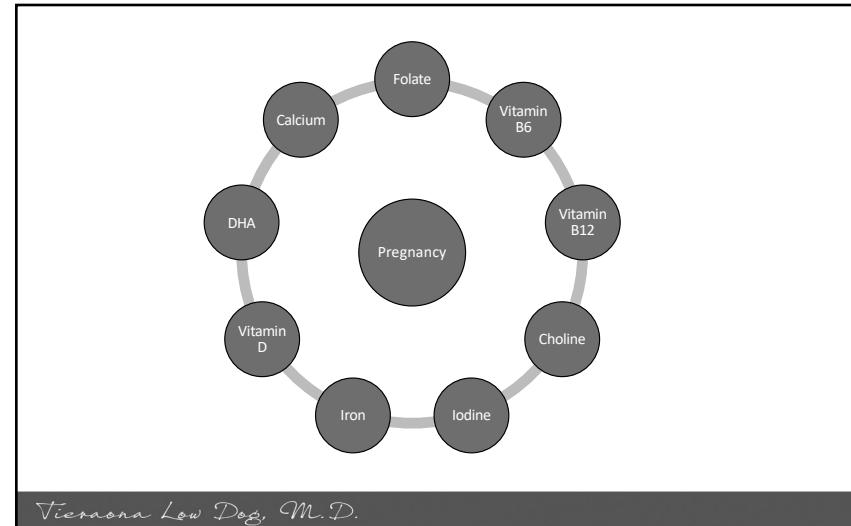 Folate
Vitamin
B6
Vitamin
B12
Choline
Iodine
Iron
Vitamin
D
DHA
Calcium
Pregnancy
Tieraona Low Dog, M.D.